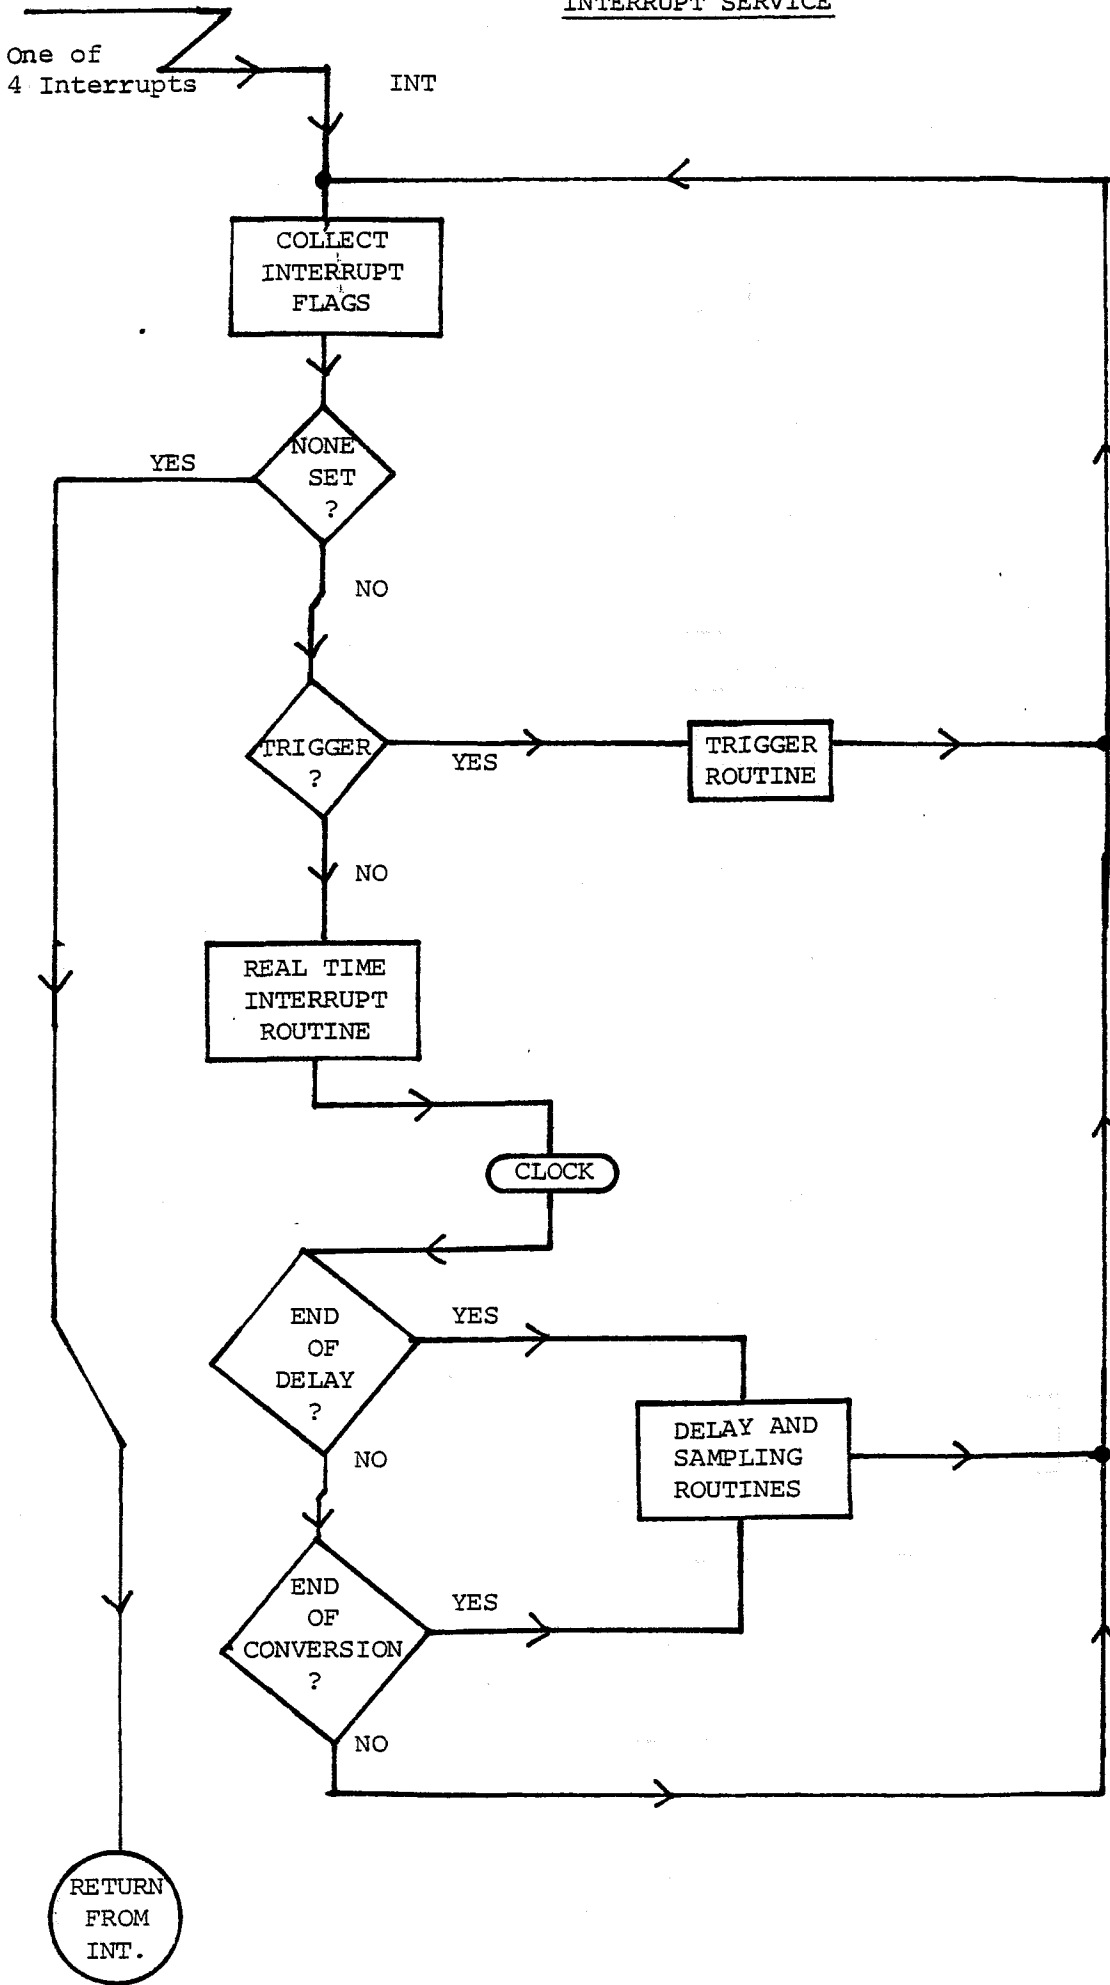 INTERRUPT SERVICE
One of
4 Interrupts
INT
COLLECT
INTERRUPT
FLAGS
NONE
SET
?
YES
NO
TRIGGER
?
YES
TRIGGER
ROUTINE
NO
REAL TIME
INTERRUPT
ROUTINE
CLOCK
END
OF
DELAY
?
YES
NO
DELAY AND
SAMPLING
ROUTINES
END
OF
CONVERSION
?
YES
NO
RETURN
FROM
INT.